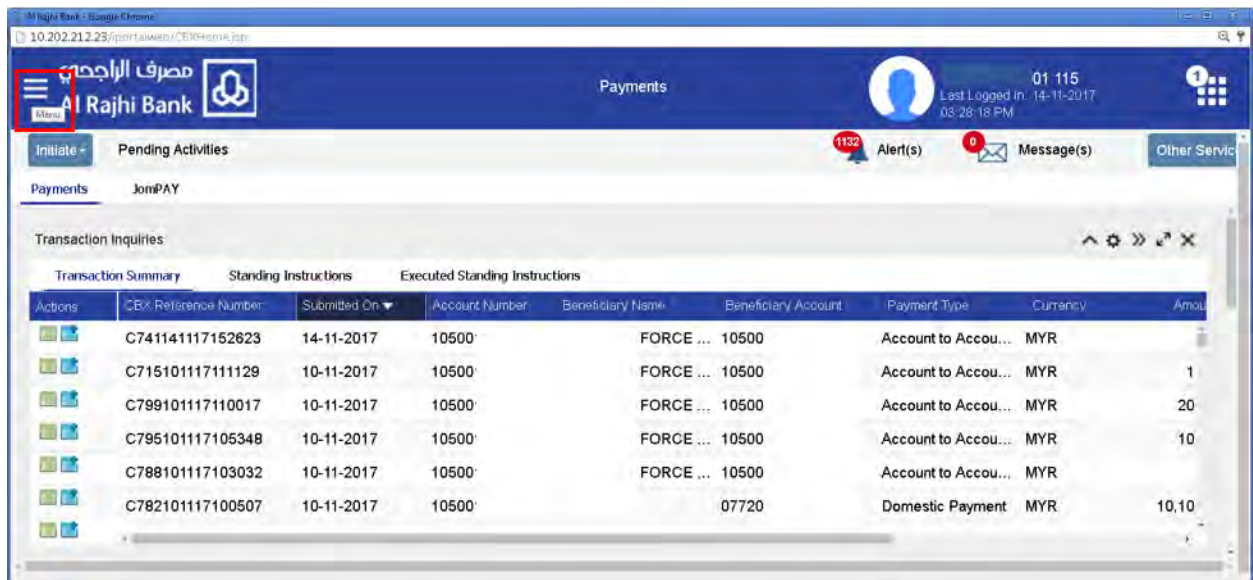 Al Rajhi Bank - Google Chrome
10.202.212.23/iportalweb/CBXHome.jsp
مصرف الراجحي
Al Rajhi Bank
Menu
Payments
01 115
Last Logged in: 14-11-2017
03:28:18 PM
1
Initiate
Pending Activities
1132
Alert(s)
0
Message(s)
Other Servic
Payments
JomPAY
Transaction Inquiries
Transaction Summary
Standing Instructions
Executed Standing Instructions
Actions CBX Reference Number Submitted On Account Number Beneficiary Name Beneficiary Account Payment Type Currency Amou
C741141117152623 14-11-2017 10500 FORCE ... 10500 Account to Accou... MYR
C715101117111129 10-11-2017 10500 FORCE ... 10500 Account to Accou... MYR 1
C799101117110017 10-11-2017 10500 FORCE ... 10500 Account to Accou... MYR 20
C795101117105348 10-11-2017 10500 FORCE ... 10500 Account to Accou... MYR 10
C788101117103032 10-11-2017 10500 FORCE ... 10500 Account to Accou... MYR
C782101117100507 10-11-2017 10500 07720 Domestic Payment MYR 10,10